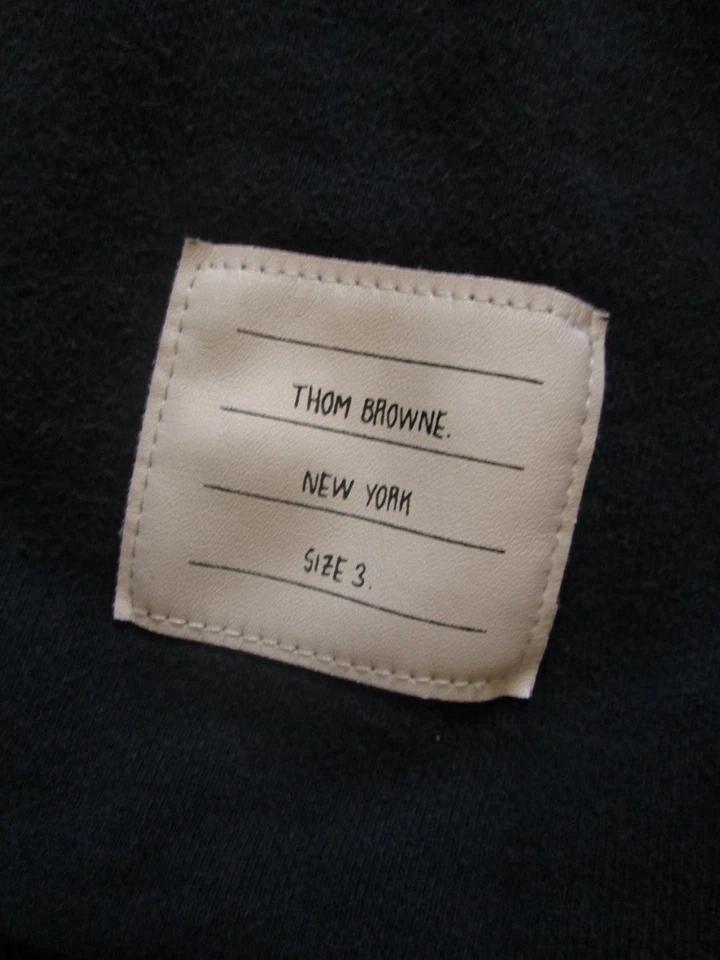 THOM BROWNE.
NEW YORK
SIZE 3.